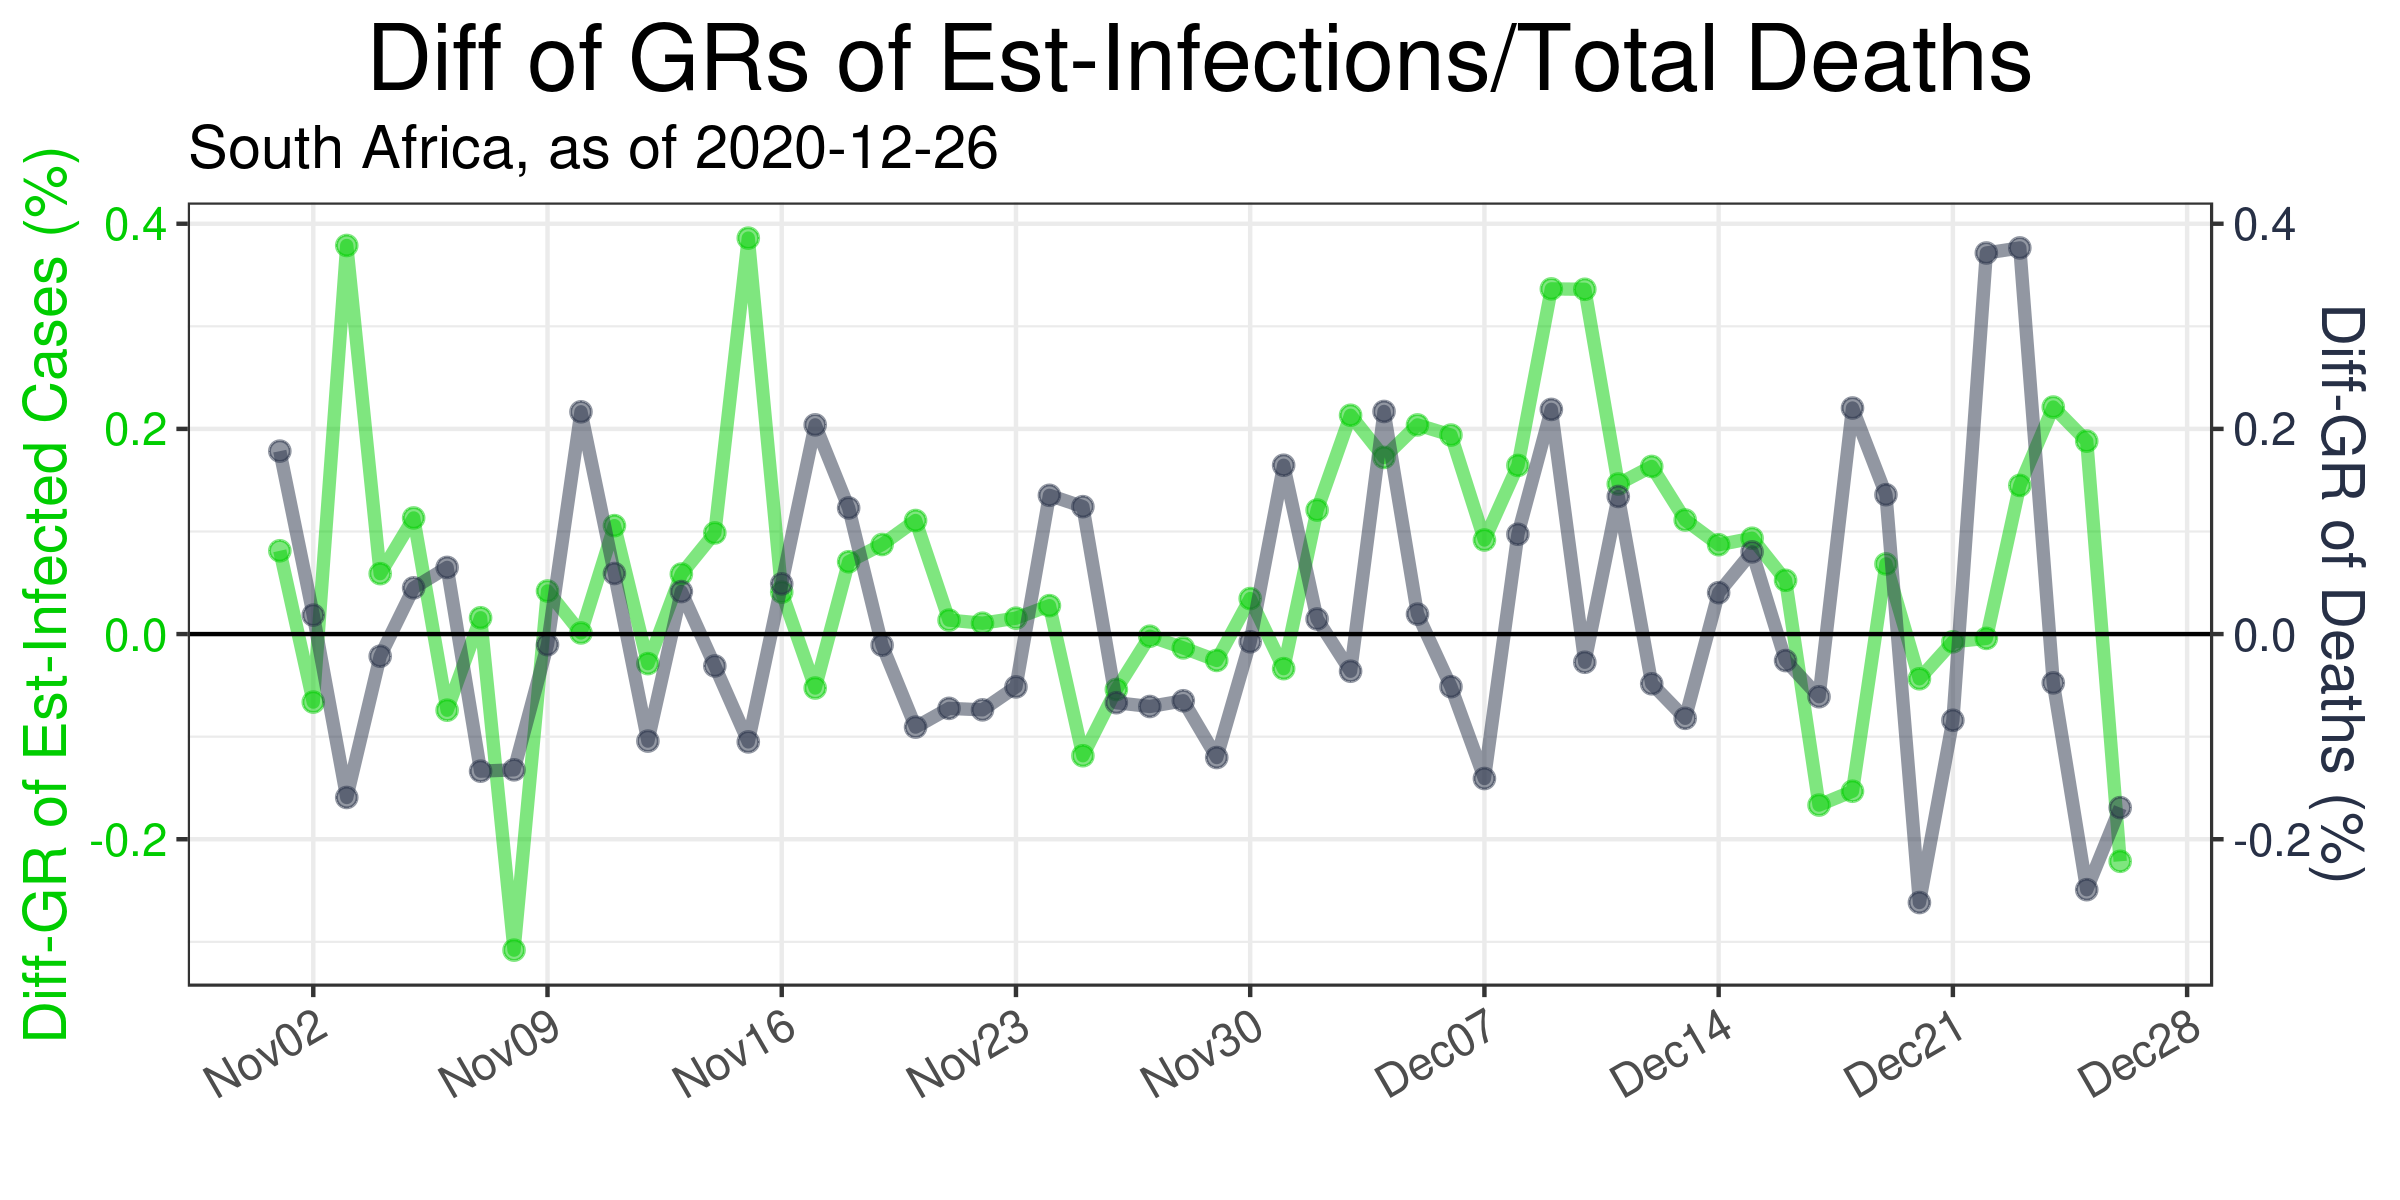 Diff of GRs of Est-Infections/Total Deaths
South Africa, as of 2020-12-26
Diff-GR of Est-Infected Cases (%)
0.4
0.2
0.0
-0.2
0.4
0.2
0.0
-0.2
Diff-GR of Deaths (%)
Nov02
Nov09
Nov16
Nov23
Nov30
Dec07
Dec14
Dec21
Dec28